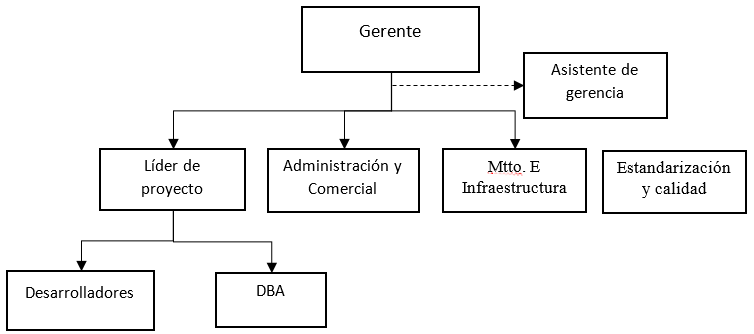 Gerente
Asistente de
gerencia
Líder de
proyecto
Administración y
Comercial
Mtto. E
Infraestructura
Estandarización
y calidad
Desarrolladores
DBA